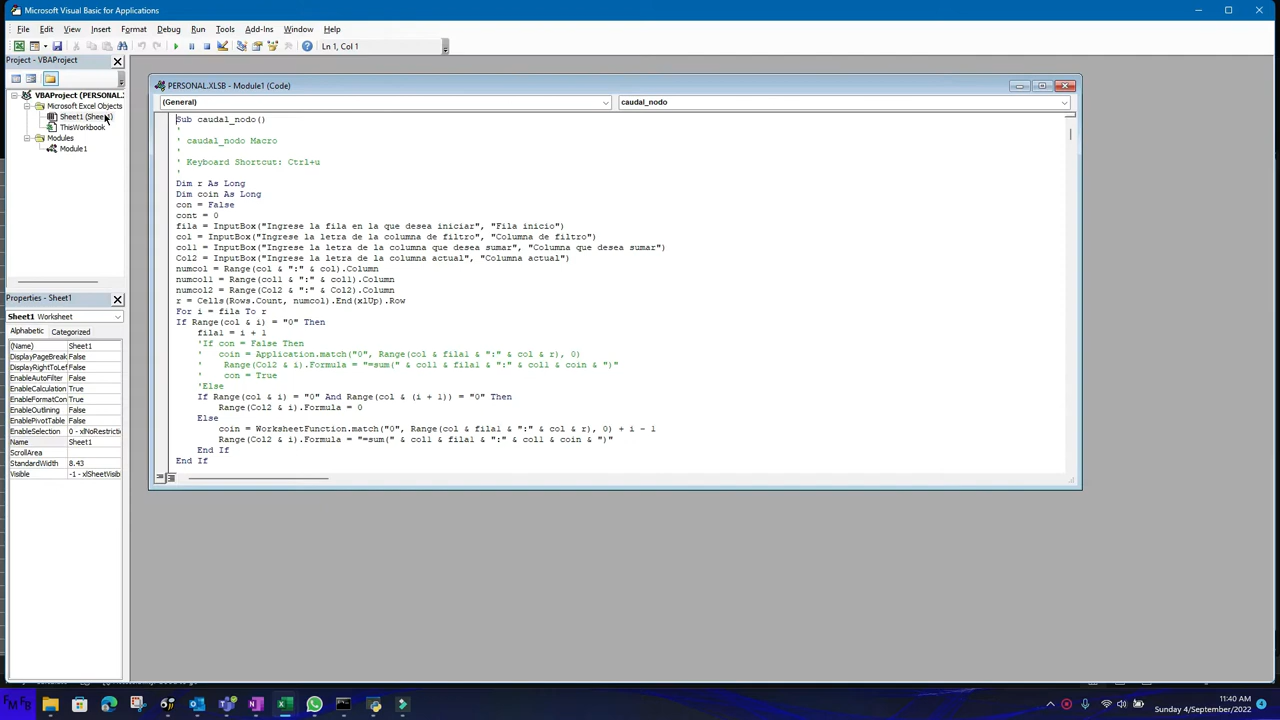 Microsoft Visual Basic for Applications
File Edit View Insert Format Debug Run Tools Add-Ins Window Help
Ln 1, Col 1
Project - VBAProject
VBAProject (PERSONAL.
Microsoft Excel Objects
Sheet1 (Sheet1)
ThisWorkbook
Modules
Module1
PERSONAL.XLSB - Module1 (Code)
(General) caudal_nodo
Sub caudal_nodo()
'
' caudal_nodo Macro
'
' Keyboard Shortcut: Ctrl+u
'
Dim r As Long
Dim coin As Long
con = False
cont = 0
fila = InputBox("Ingrese la fila en la que desea iniciar", "Fila inicio")
col = InputBox("Ingrese la letra de la columna de filtro", "Columna de filtro")
col1 = InputBox("Ingrese la letra de la columna que desea sumar", "Columna que desea sumar")
Col2 = InputBox("Ingrese la letra de la columna actual", "Columna actual")
numcol = Range(col & ":" & col).Column
numcol1 = Range(col1 & ":" & col1).Column
numcol2 = Range(Col2 & ":" & Col2).Column
r = Cells(Rows.Count, numcol).End(xlUp).Row
For i = fila To r
If Range(col & i) = "0" Then
fila1 = i + 1
'If con = False Then
' coin = Application.match("0", Range(col & fila1 & ":" & col & r), 0)
' Range(Col2 & i).Formula = "=sum(" & col1 & fila1 & ":" & col1 & coin & ")"
' con = True
'Else
If Range(col & i) = "0" And Range(col & (i + 1)) = "0" Then
Range(Col2 & i).Formula = 0
Else
coin = WorksheetFunction.match("0", Range(col & fila1 & ":" & col & r), 0) + i - 1
Range(Col2 & i).Formula = "=sum(" & col1 & fila1 & ":" & col1 & coin & ")"
End If
End If
Properties - Sheet1
Sheet1 Worksheet
Alphabetic Categorized
(Name) Sheet1
DisplayPageBreak False
DisplayRightToLef False
EnableAutoFilter False
EnableCalculation True
EnableFormatCon True
EnableOutlining False
EnablePivotTable False
EnableSelection 0 - xlNoRestricti
Name Sheet1
ScrollArea
StandardWidth 8.43
Visible -1 - xlSheetVisib
11:40 AM
Sunday 4/September/2022